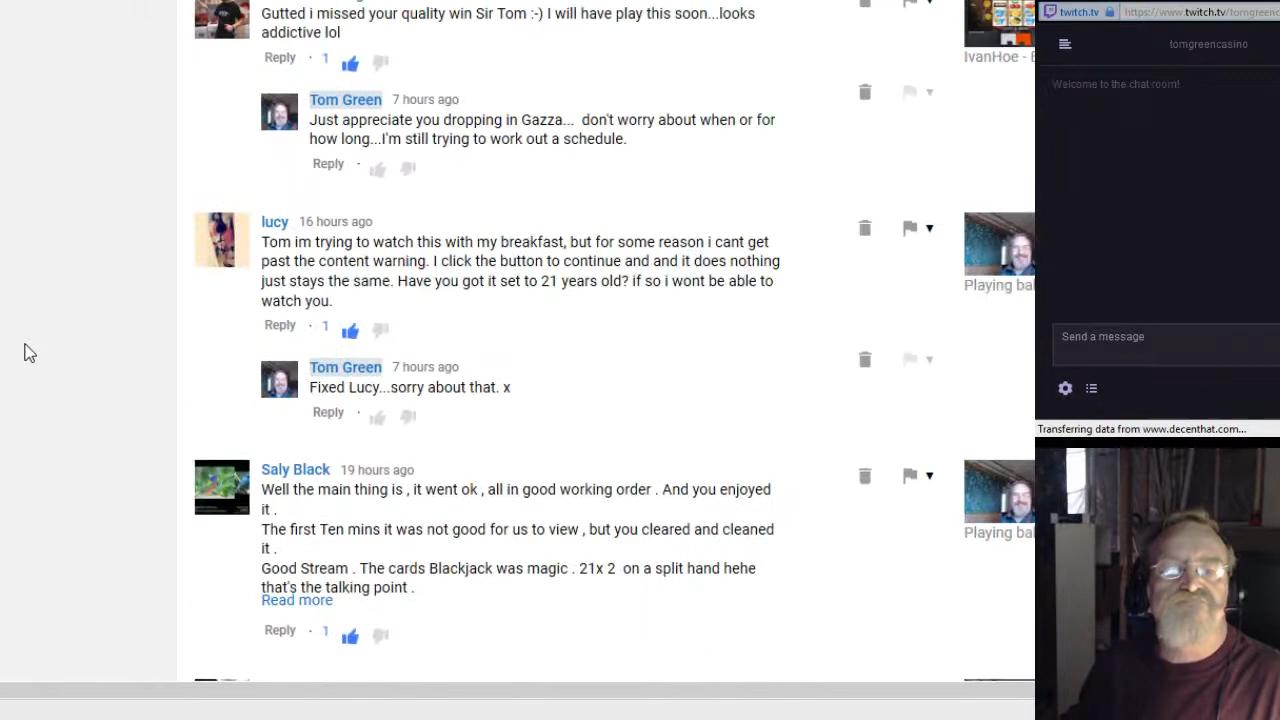 Gutted i missed your quality win Sir Tom :-) I will have play this soon...looks
addictive lol
Reply · 1
IvanHoe -
Tom Green 7 hours ago
Just appreciate you dropping in Gazza... don't worry about when or for
how long...I'm still trying to work out a schedule.
Reply ·
lucy 16 hours ago
Tom im trying to watch this with my breakfast, but for some reason i cant get
past the content warning. I click the button to continue and and it does nothing
just stays the same. Have you got it set to 21 years old? if so i wont be able to
watch you.
Reply · 1
Playing bal
Tom Green 7 hours ago
Fixed Lucy...sorry about that. x
Reply ·
Saly Black 19 hours ago
Well the main thing is , it went ok , all in good working order . And you enjoyed
it .
The first Ten mins it was not good for us to view , but you cleared and cleaned
it .
Good Stream . The cards Blackjack was magic . 21x 2 on a split hand hehe
that's the talking point .
Read more
Reply · 1
Playing bal
twitch.tv https://www.twitch.tv/tomgreenc
tomgreencasino
Welcome to the chat room!
Send a message
Transferring data from www.decenthat.com...